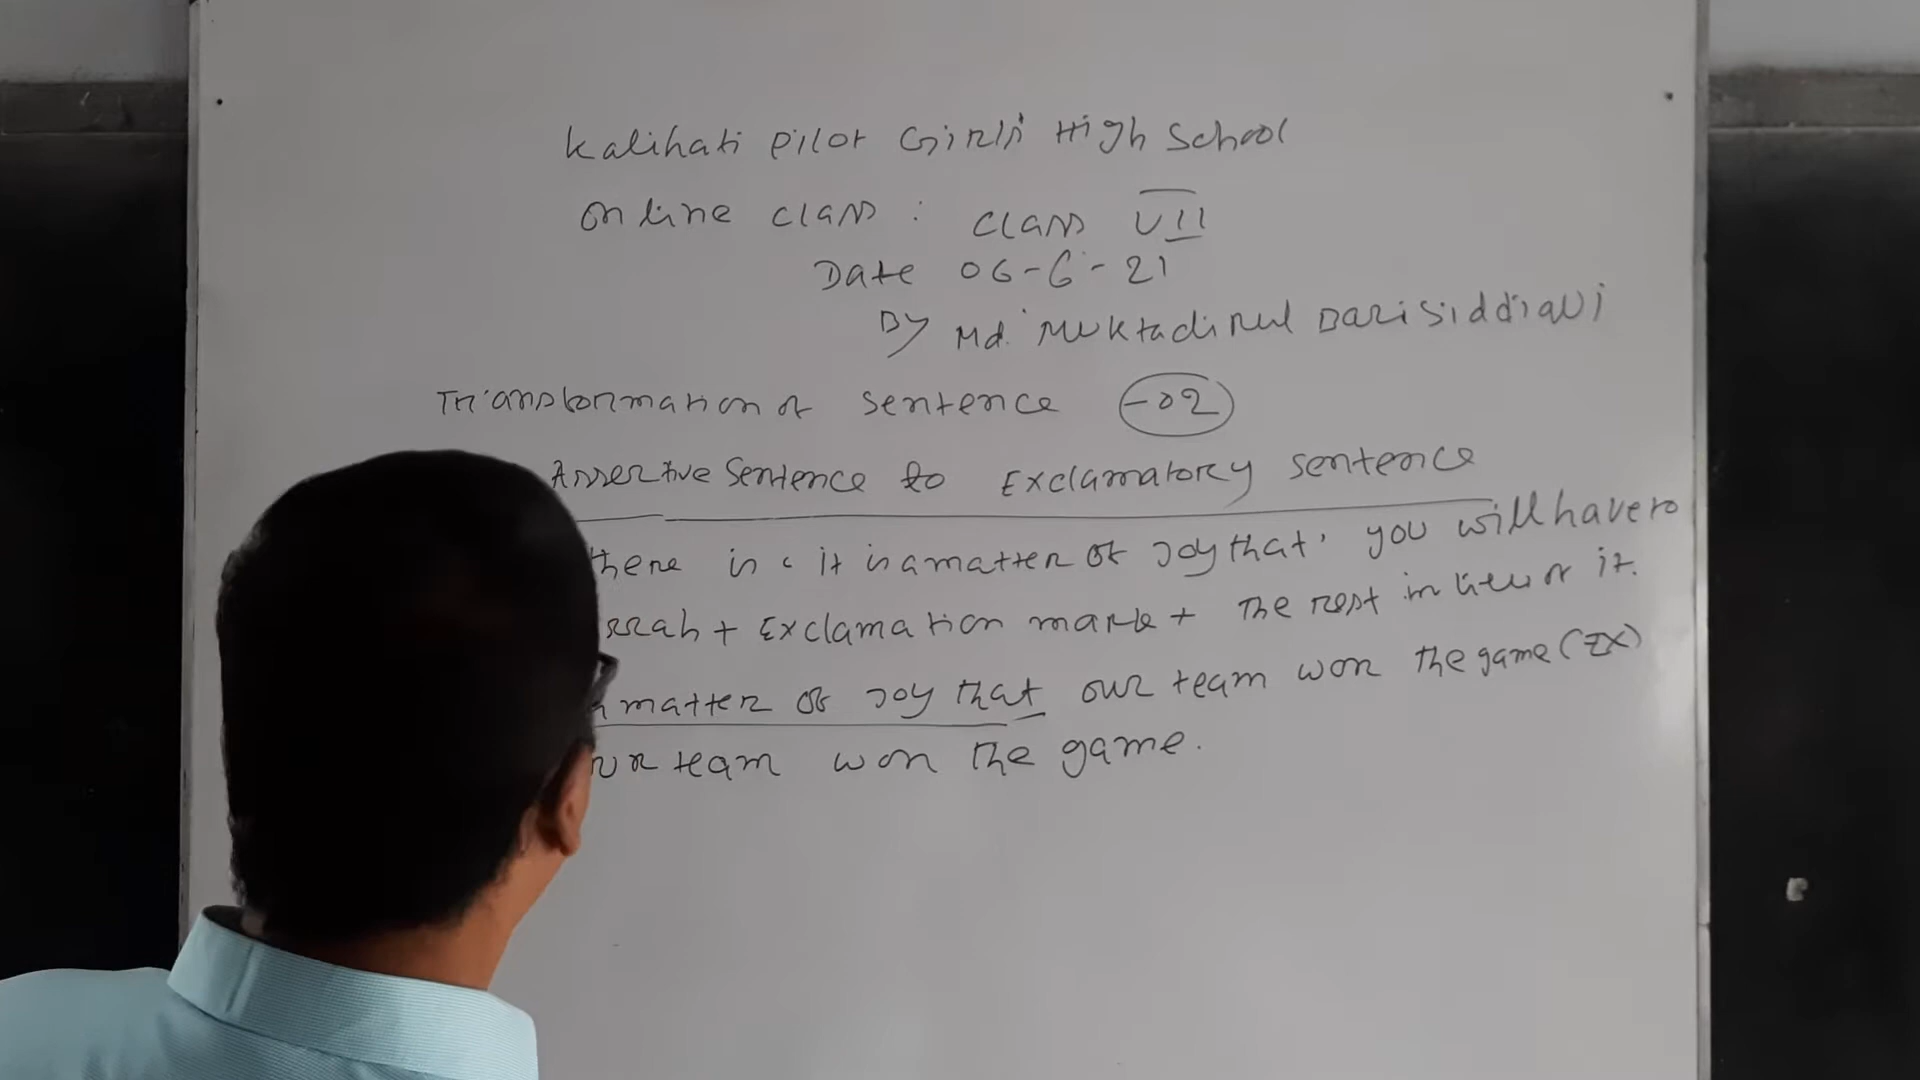 Kalihati Pilot Girls' High School
Online class : Class VII
Date 06-6-21
By Md. Muktadirul Bari Siddiqui
Transformation of Sentence -02
Assertive Sentence to Exclamatory sentence
there is ‘ it is a matter of Joy that’ you will have to
rrah + Exclamation mark + The rest in lieu of it.
a matter of Joy that our team won the game (Ex)
ur team won the game.